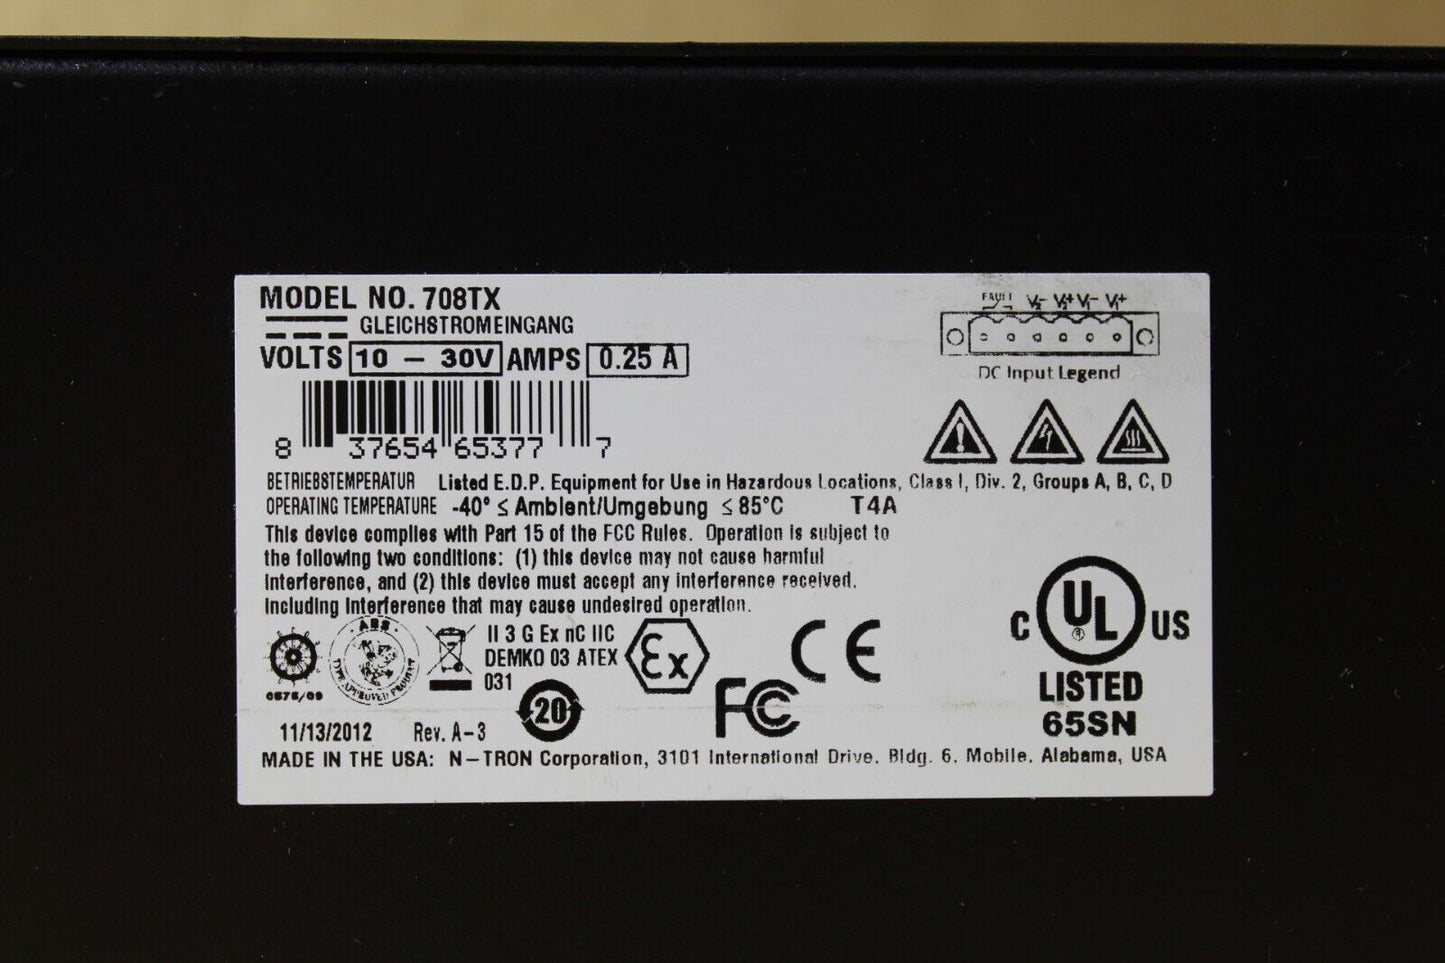 MODEL NO. 708TX
GLEICHSTROMEINGANG
VOLTS 10 – 30V AMPS 0.25 A
8 37654 65377 7
FAULT V2- V2+ V1- V1+
DC Input Legend
BETRIEBSTEMPERATUR Listed E.D.P. Equipment for Use in Hazardous Locations, Class I, Div. 2, Groups A, B, C, D
OPERATING TEMPERATURE -40° ≤ Ambient/Umgebung ≤ 85°C T4A
This device complies with Part 15 of the FCC Rules. Operation is subject to
the following two conditions: (1) this device may not cause harmful
interference, and (2) this device must accept any interference received,
including interference that may cause undesired operation.
0575/09
ABS
TYPE APPROVED PRODUCT
II 3 G Ex nC IIC
DEMKO 03 ATEX
031
Ex
CE
20
FC
C UL US
®
LISTED
65SN
11/13/2012 Rev. A-3
MADE IN THE USA: N-TRON Corporation, 3101 International Drive. Bldg. 6. Mobile. Alabama, USA